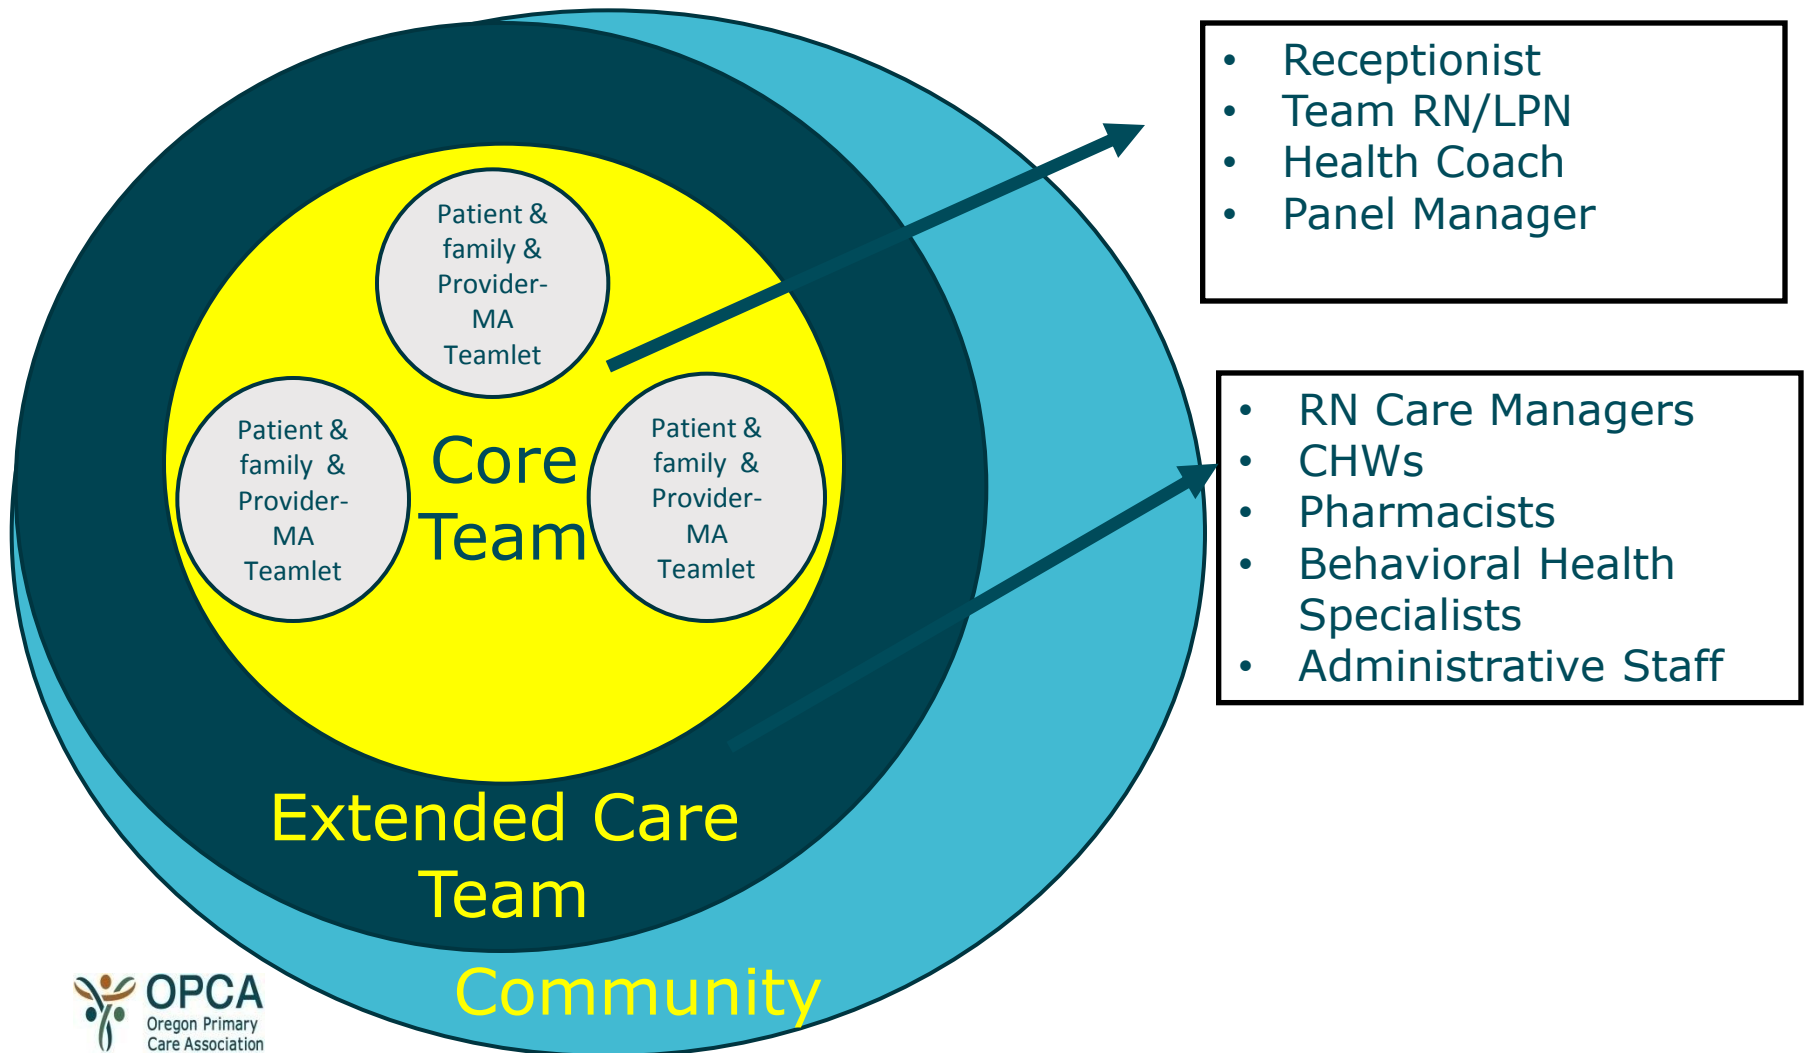 Patient &
family &
Provider-
MA
Teamlet
Patient &
family &
Provider-
MA
Teamlet
Core
Team
Patient &
family &
Provider-
MA
Teamlet
Extended Care
Team
Community
• Receptionist
• Team RN/LPN
• Health Coach
• Panel Manager
• RN Care Managers
• CHWs
• Pharmacists
• Behavioral Health
Specialists
• Administrative Staff
OPCA
Oregon Primary
Care Association